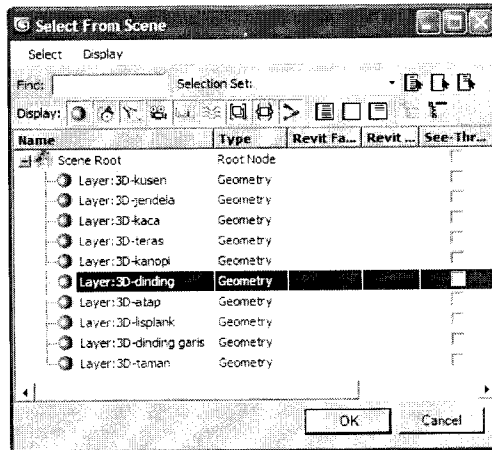 Select From Scene
Select Display
Find: Selection Set:
Display:
Name Type Revit Fa... Revit ... See-Thr...
Scene Root Root Node
Layer:3D-kusen Geometry
Layer:3D-jendela Geometry
Layer:3D-kaca Geometry
Layer:3D-teras Geometry
Layer:3D-kanopi Geometry
Layer:3D-dinding Geometry
Layer:3D-atap Geometry
Layer:3D-lisplank Geometry
Layer:3D-dinding garis Geometry
Layer:3D-taman Geometry
OK Cancel